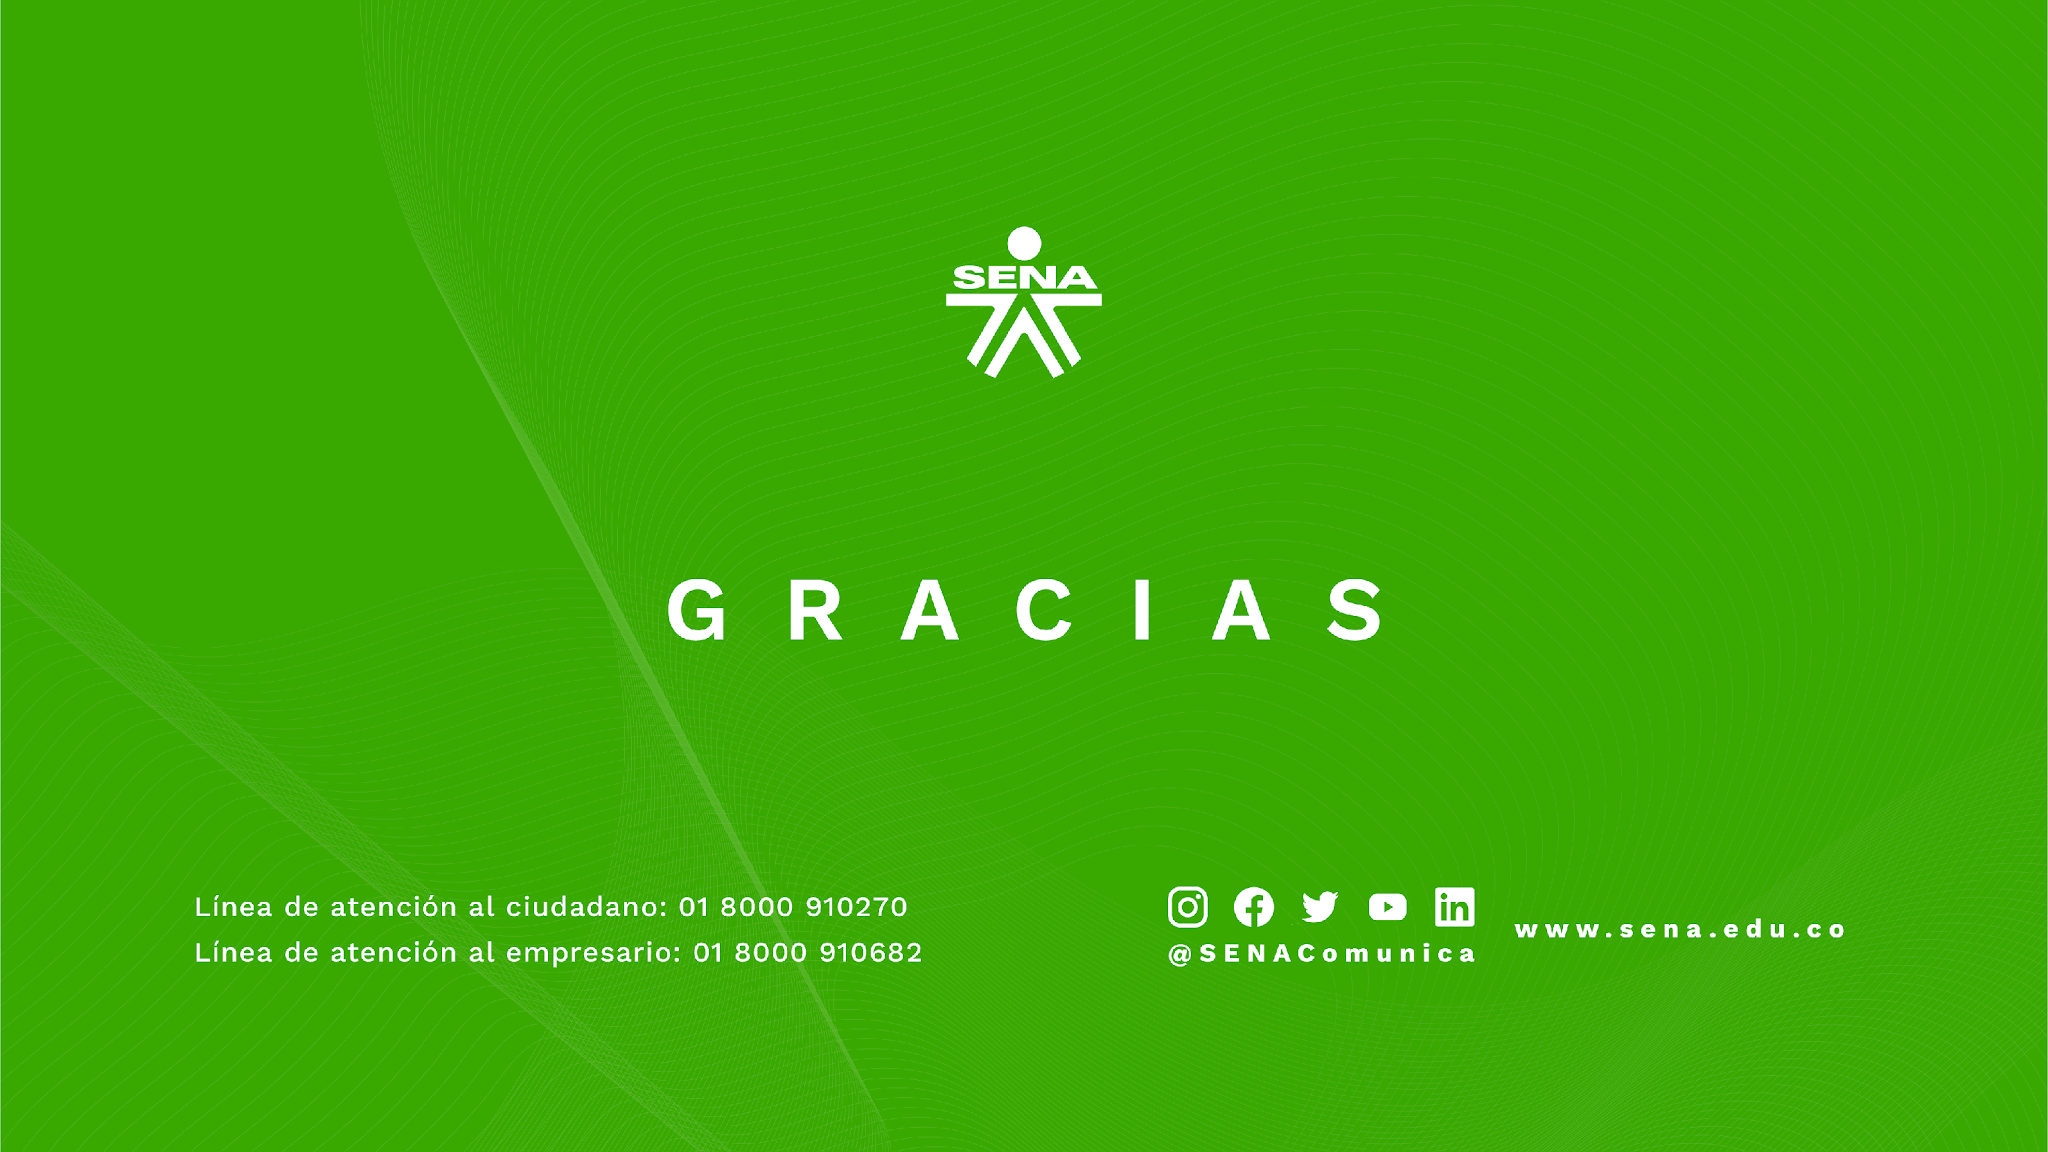 SENA
GRACIAS
Línea de atención al ciudadano: 01 8000 910270
Línea de atención al empresario: 01 8000 910682
@SENAComunica
www.sena.edu.co